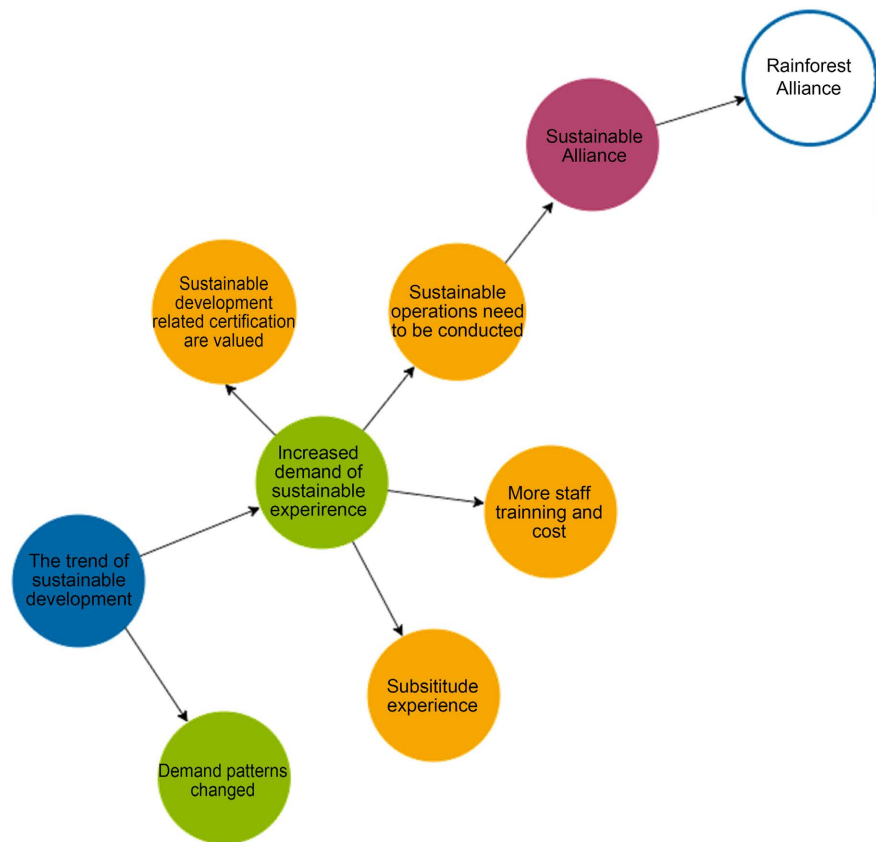 Rainforest
Alliance
Sustainable
Alliance
Sustainable
development
related certification
are valued
Sustainable
operations need
to be conducted
Increased
demand of
sustainable
experirence
More staff
trainning and
cost
The trend of
sustainable
development
Subsititude
experience
Demand patterns
changed